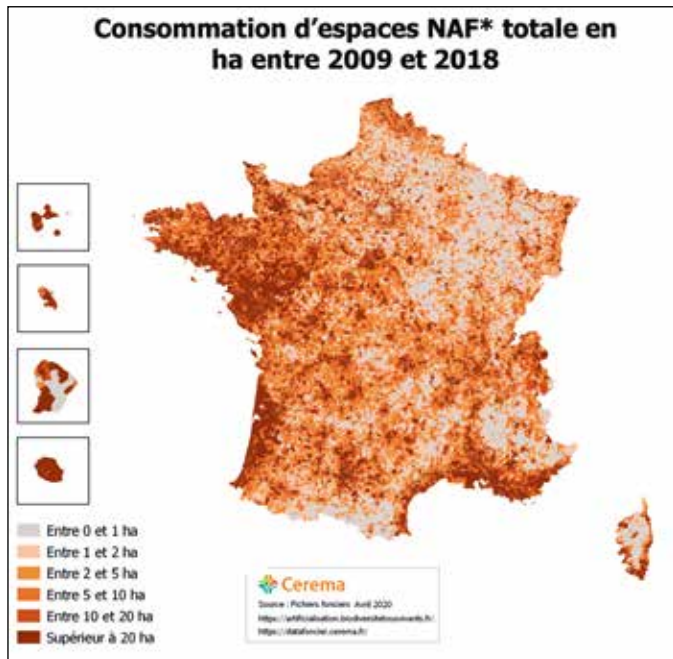 Consommation d'espaces NAF* totale en
ha entre 2009 et 2018
Entre 0 et 1 ha
Entre 1 et 2 ha
Entre 2 et 5 ha
Entre 5 et 10 ha
Entre 10 et 20 ha
Supérieur à 20 ha
Cerema
Source : Fichiers fonciers Avril 2020
https://artificialisation.biodiversitetousvivants.fr/
https://datafoncier.cerema.fr/